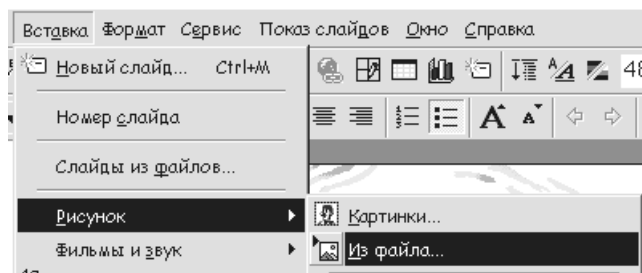 Вставка Формат Сервис Показ слайдов Окно Справка
Новый слайд... Ctrl+M
48
Номер слайда
Слайды из файлов...
Рисунок
Картинки...
Фильмы и звук
Из файла...